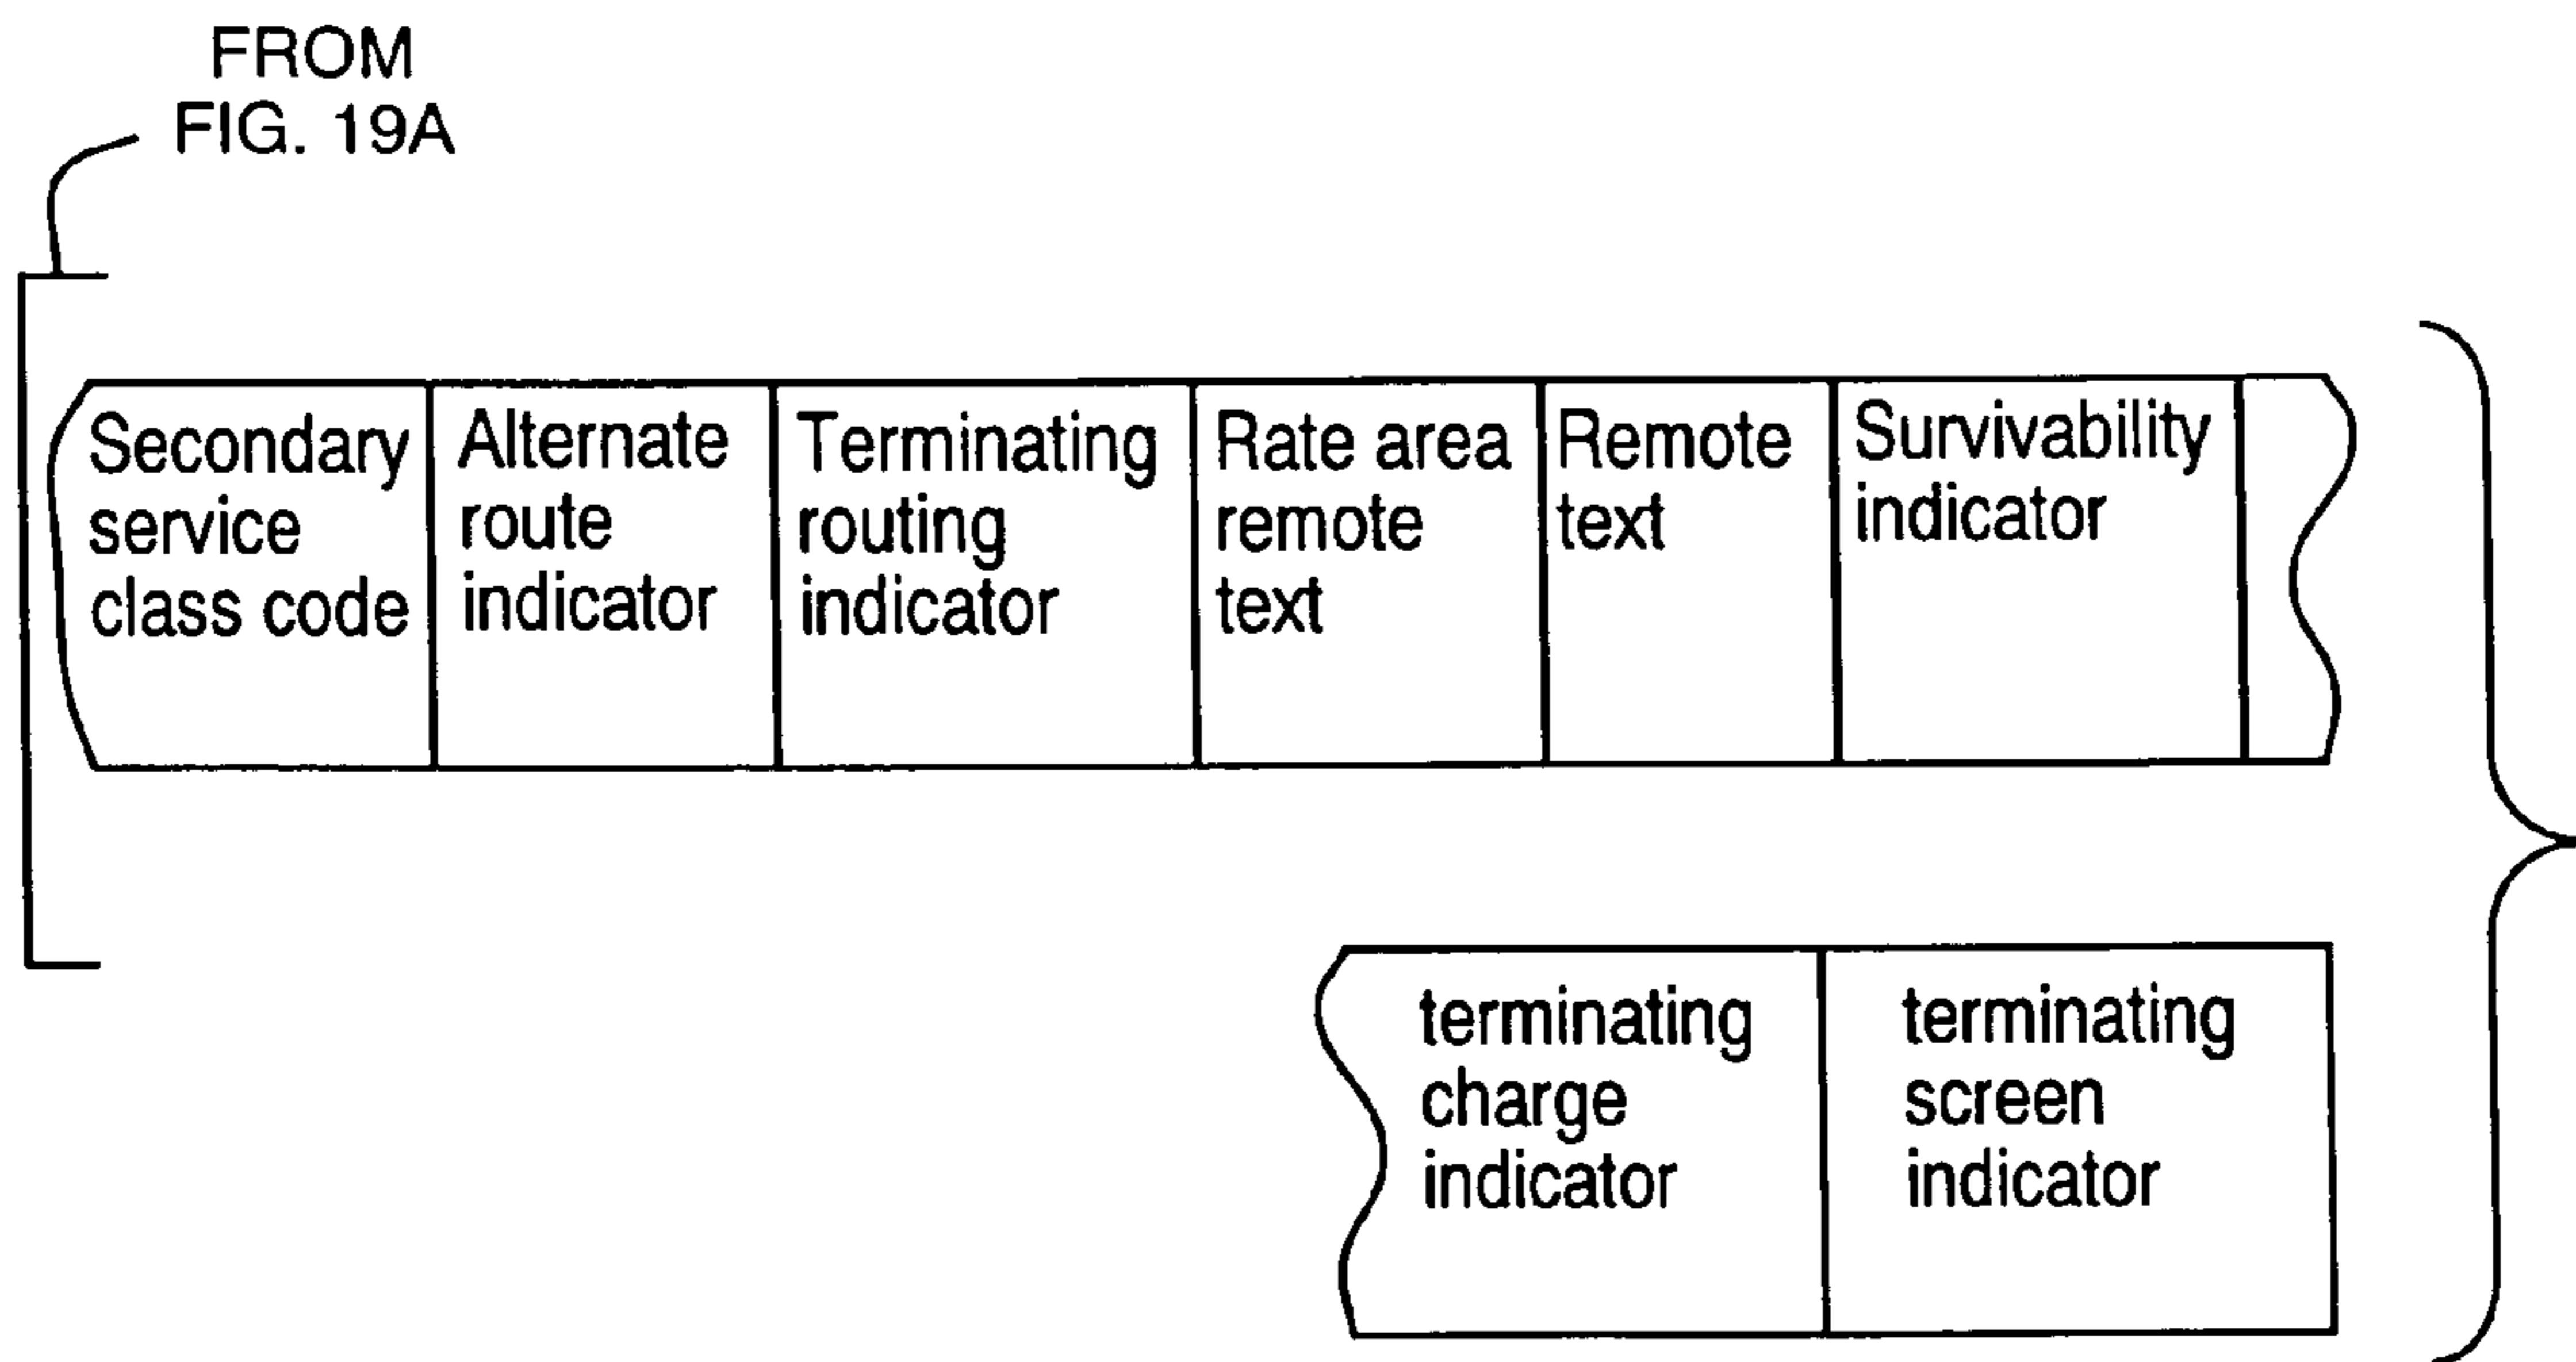 FROM
FIG. 19A
Secondary
service
class code
Alternate
route
indicator
Terminating
routing
indicator
Rate area
remote
text
Remote
text
Survivability
indicator
terminating
charge
indicator
terminating
screen
indicator